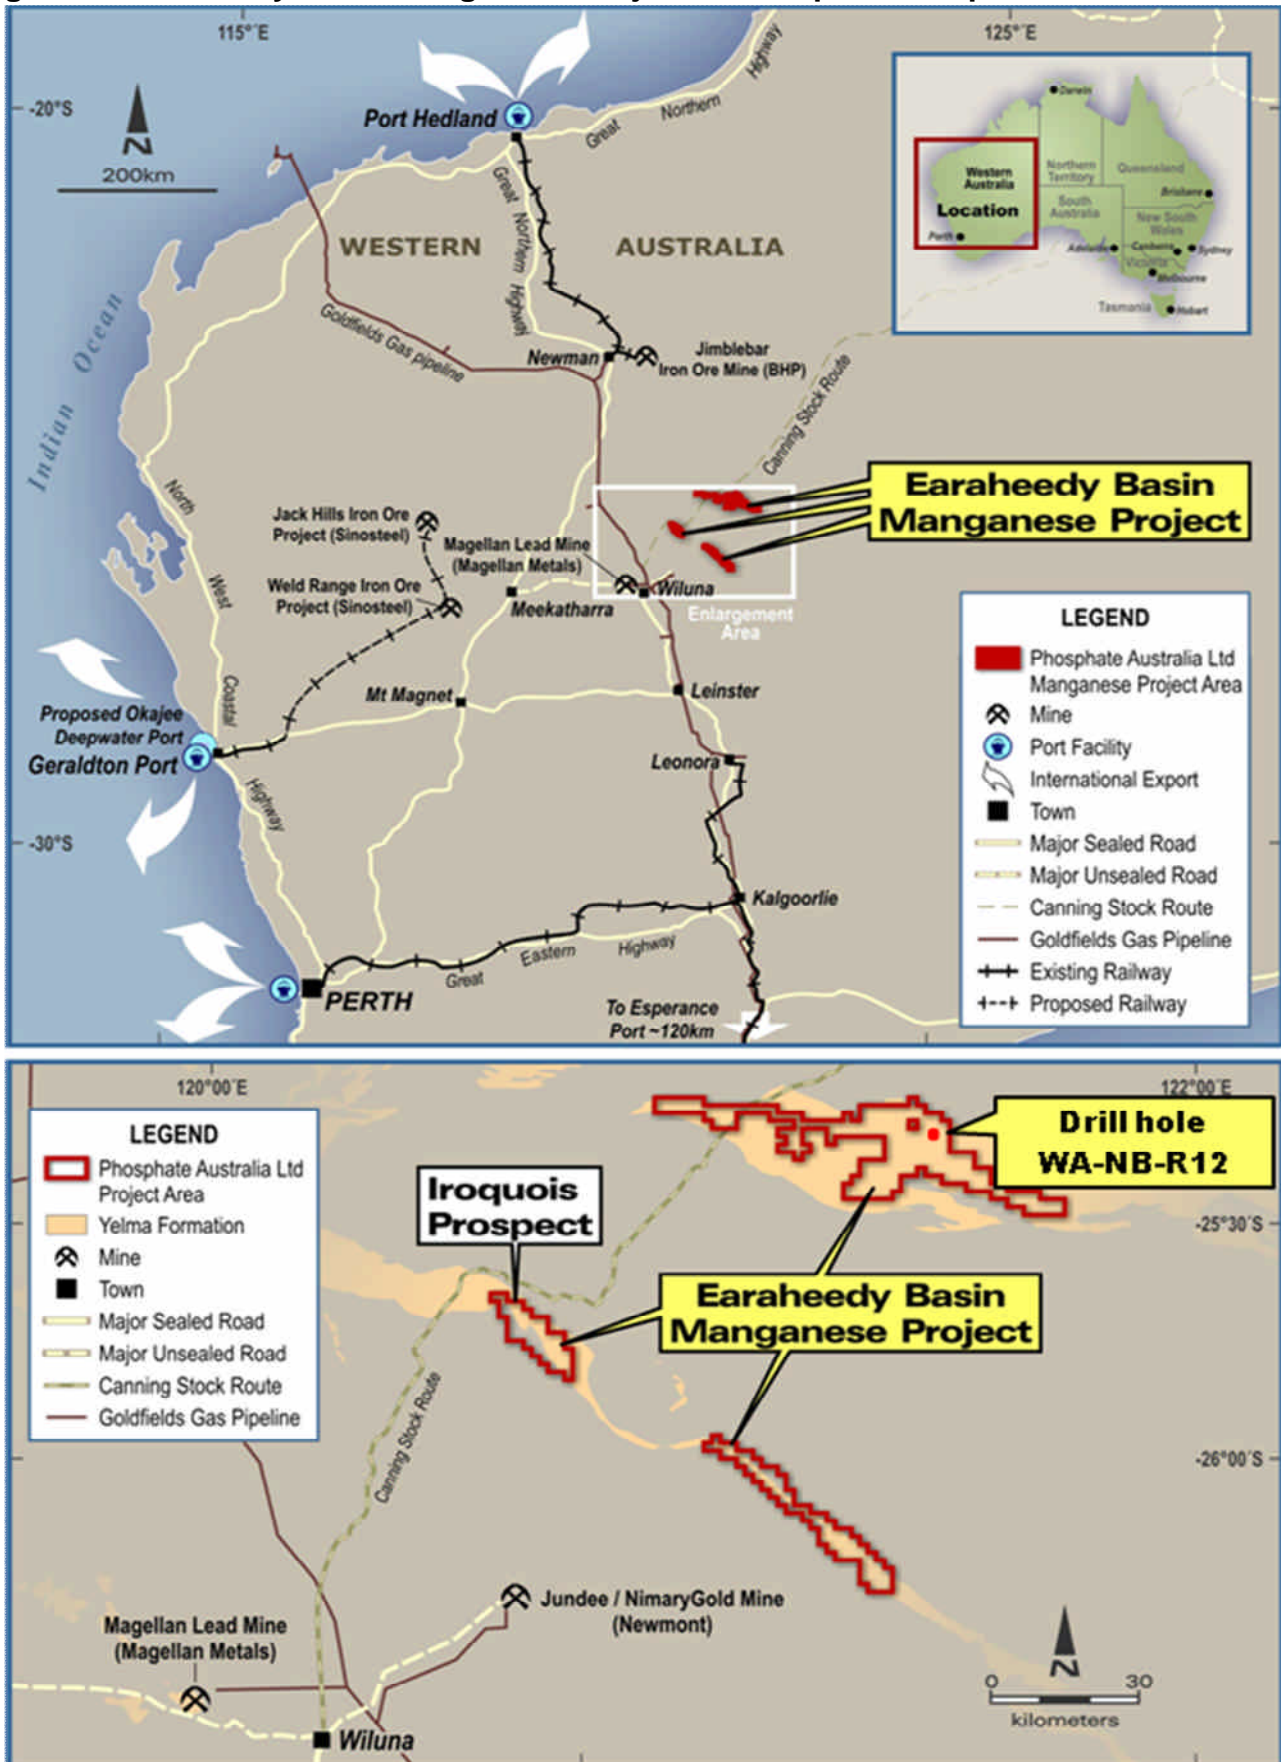 115°E
125°E
-20°S
N
200km
Port Hedland
Great
Northern
Highway
Darwin
Western
Australia
Northern
Territory
Queensland
Location
South
Australia
Brisbane
New South
Wales
Perth
Adelaide
Canberra
Sydney
Victoria
Melbourne
Tasmania
Hobart
WESTERN AUSTRALIA
Great Northern Highway
Indian Ocean
Goldfields Gas pipeline
Newman
Jimblebar
Iron Ore Mine (BHP)
Canning Stock Route
Earaheedy Basin
Manganese Project
North
West
Coastal
Highway
Jack Hills Iron Ore
Project (Sinosteel)
Magellan Lead Mine
(Magellan Metals)
Weld Range Iron Ore
Project (Sinosteel)
Wiluna
Meekatharra
Enlargement
Area
Mt Magnet
Leinster
Proposed Okajee
Deepwater Port
Geraldton Port
Leonora
-30°S
Kalgoorlie
Great Eastern Highway
PERTH
To Esperance
Port ~120km
LEGEND
Phosphate Australia Ltd
Manganese Project Area
Mine
Port Facility
International Export
Town
Major Sealed Road
Major Unsealed Road
Canning Stock Route
Goldfields Gas Pipeline
Existing Railway
Proposed Railway
120°00´E
122°00´E
LEGEND
Phosphate Australia Ltd
Project Area
Yelma Formation
Mine
Town
Major Sealed Road
Major Unsealed Road
Canning Stock Route
Goldfields Gas Pipeline
Drill hole
WA-NB-R12
Iroquois
Prospect
-25°30´S
Earaheedy Basin
Manganese Project
Canning Stock Route
-26°00´S
Jundee / NimaryGold Mine
(Newmont)
Magellan Lead Mine
(Magellan Metals)
Wiluna
N
0 30
kilometers